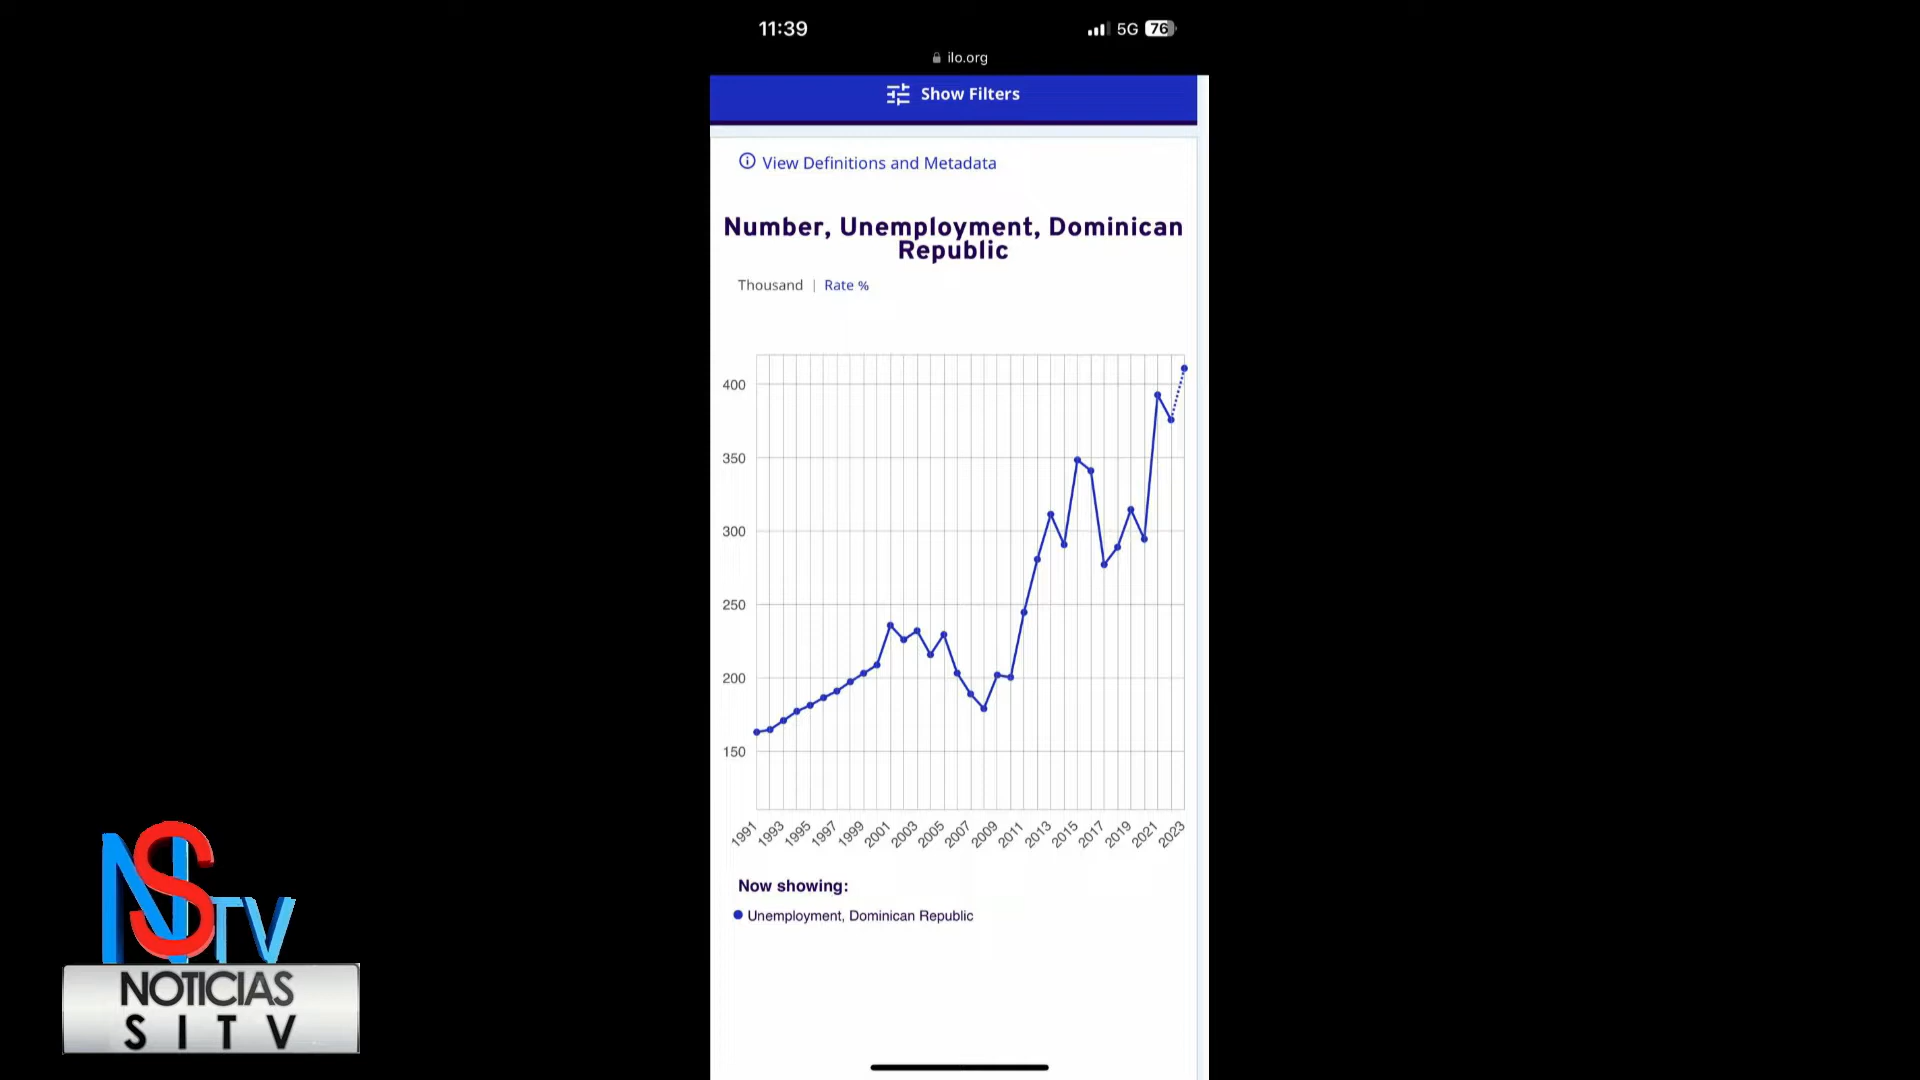 11:39
5G 76
ilo.org
Show Filters
View Definitions and Metadata
Number, Unemployment, Dominican
Republic
Thousand | Rate %
400
350
300
250
200
150
1991 1993 1995 1997 1999 2001 2003 2005 2007 2009 2011 2013 2015 2017 2019 2021 2023
Now showing:
Unemployment, Dominican Republic
NSTV
NOTICIAS
SITV